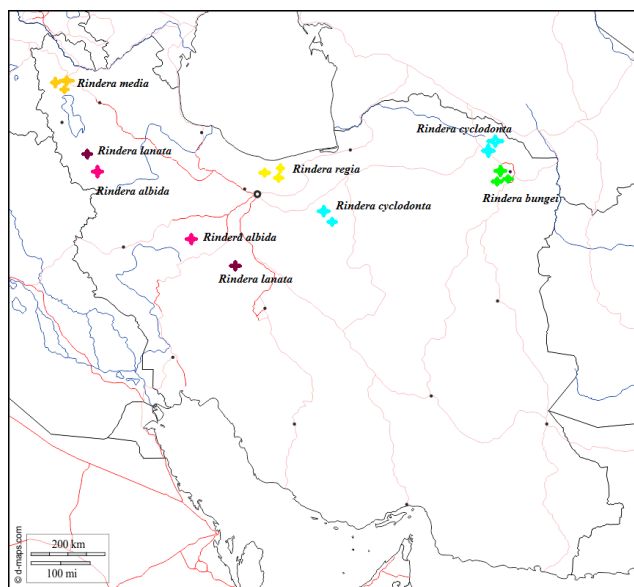 Rindera media
Rindera cyclodonta
Rindera lanata
Rindera regia
Rindera albida
Rindera bungei
Rindera cyclodonta
Rindera albida
Rindera lanata
© d-maps.com
200 km
100 mi